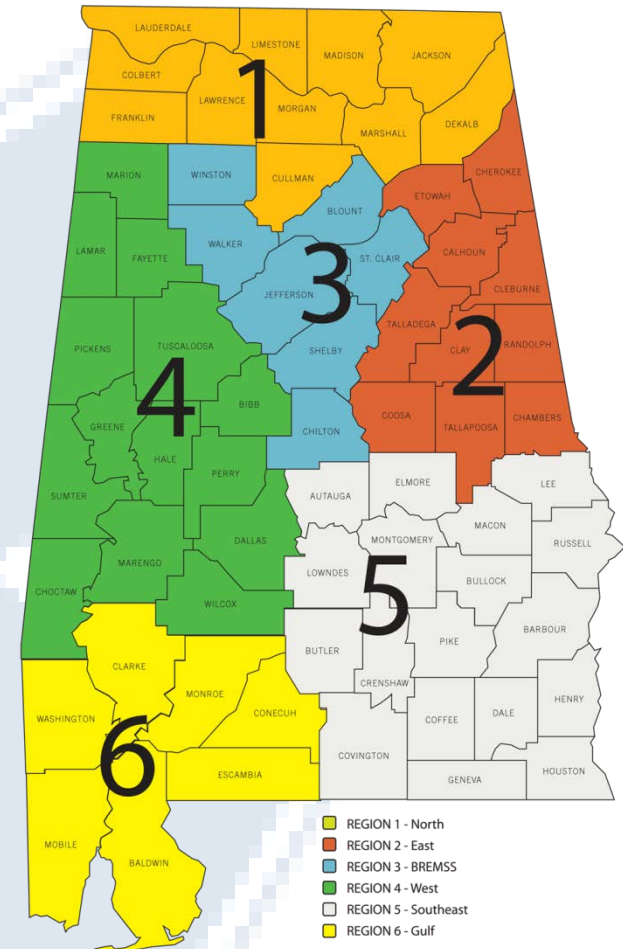 LAUDERDALE
LIMESTONE
MADISON
JACKSON
COLBERT
LAWRENCE
1
MORGAN
FRANKLIN
MARSHALL
DEKALB
CULLMAN
CHEROKEE
MARION
WINSTON
ETOWAH
BLOUNT
WALKER
ST. CLAIR
CALHOUN
LAMAR
FAYETTE
3
JEFFERSON
CLEBURNE
TALLADEGA
2
PICKENS
TUSCALOOSA
SHELBY
CLAY
RANDOLPH
4
BIBB
GREENE
COOSA
TALLAPOOSA
CHAMBERS
CHILTON
HALE
PERRY
SUMTER
AUTAUGA
ELMORE
LEE
MACON
DALLAS
MONTGOMERY
RUSSELL
MARENGO
LOWNDES
5
BULLOCK
CHOCTAW
WILCOX
BARBOUR
BUTLER
PIKE
CLARKE
CRENSHAW
MONROE
HENRY
WASHINGTON
CONECUH
COFFEE
DALE
6
COVINGTON
ESCAMBIA
GENEVA
HOUSTON
MOBILE
BALDWIN
REGION 1 - North
REGION 2 - East
REGION 3 - BREMSS
REGION 4 - West
REGION 5 - Southeast
REGION 6 - Gulf